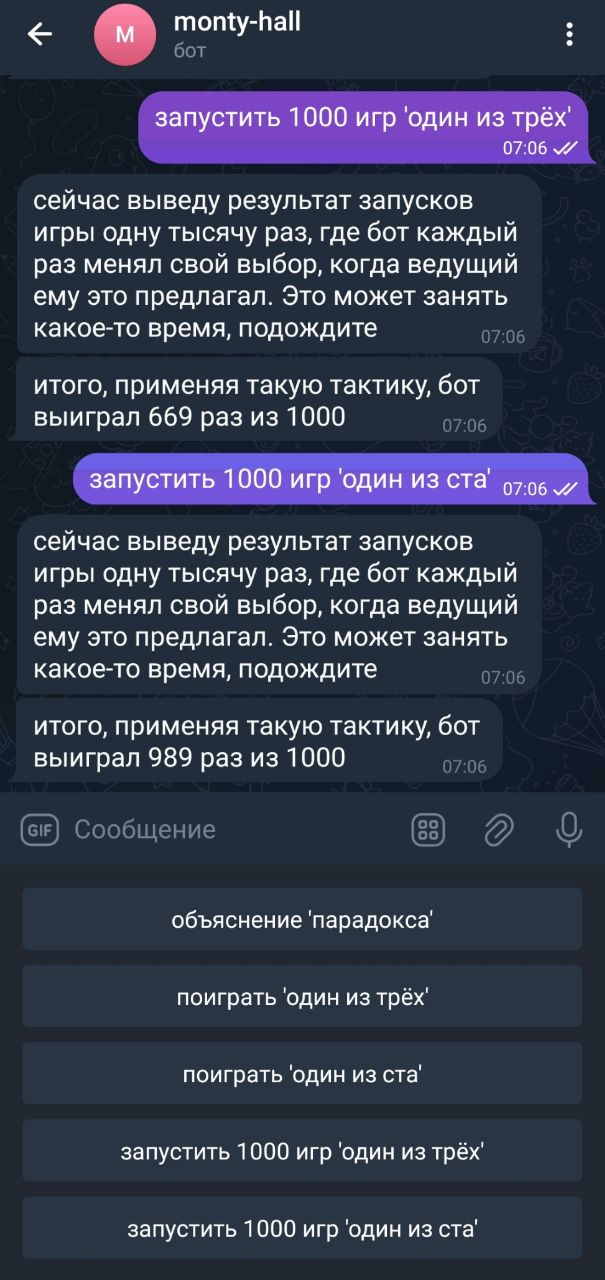 monty-hall
М
бот
запустить 1000 игр 'один из трёх'
07:06
сейчас выведу результат запусков
игры одну тысячу раз, где бот каждый
раз менял свой выбор, когда ведущий
ему это предлагал. Это может занять
какое-то время, подождите
07:06
итого, применяя такую тактику, бот
выиграл 669 раз из 1000
07:06
запустить 1000 игр 'один из ста'
07:06
сейчас выведу результат запусков
игры одну тысячу раз, где бот каждый
раз менял свой выбор, когда ведущий
ему это предлагал. Это может занять
какое-то время, подождите
07:06
итого, применяя такую тактику, бот
выиграл 989 раз из 1000
07:06
GIF Сообщение
объяснение 'парадокса'
поиграть 'один из трёх'
поиграть 'один из ста'
запустить 1000 игр 'один из трёх'
запустить 1000 игр 'один из ста'